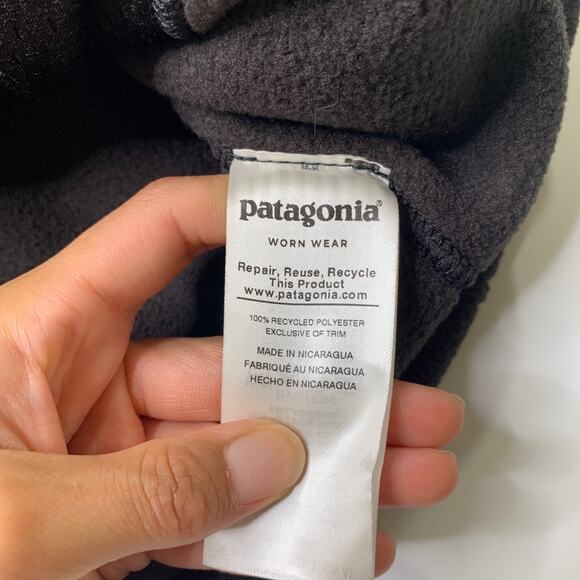 patagonia®
WORN WEAR
Repair, Reuse, Recycle
This Product
www.patagonia.com
100% RECYCLED POLYESTER
EXCLUSIVE OF TRIM
MADE IN NICARAGUA
FABRIQUÉ AU NICARAGUA
HECHO EN NICARAGUA